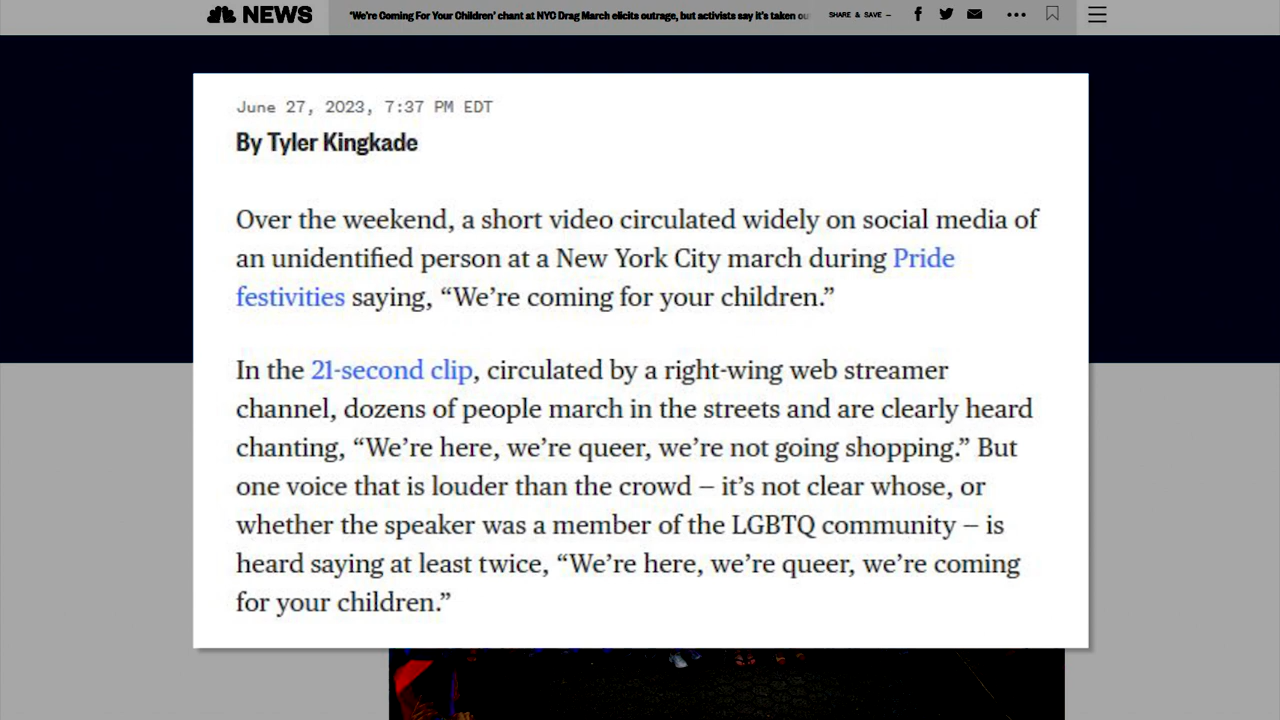 NEWS
'We're Coming For Your Children' chant at NYC Drag March elicits outrage, but activists say it's taken ou
SHARE & SAVE –
June 27, 2023, 7:37 PM EDT
By Tyler Kingkade
Over the weekend, a short video circulated widely on social media of
an unidentified person at a New York City march during Pride
festivities saying, “We’re coming for your children.”
In the 21-second clip, circulated by a right-wing web streamer
channel, dozens of people march in the streets and are clearly heard
chanting, “We’re here, we’re queer, we’re not going shopping.” But
one voice that is louder than the crowd – it’s not clear whose, or
whether the speaker was a member of the LGBTQ community – is
heard saying at least twice, “We’re here, we’re queer, we’re coming
for your children.”